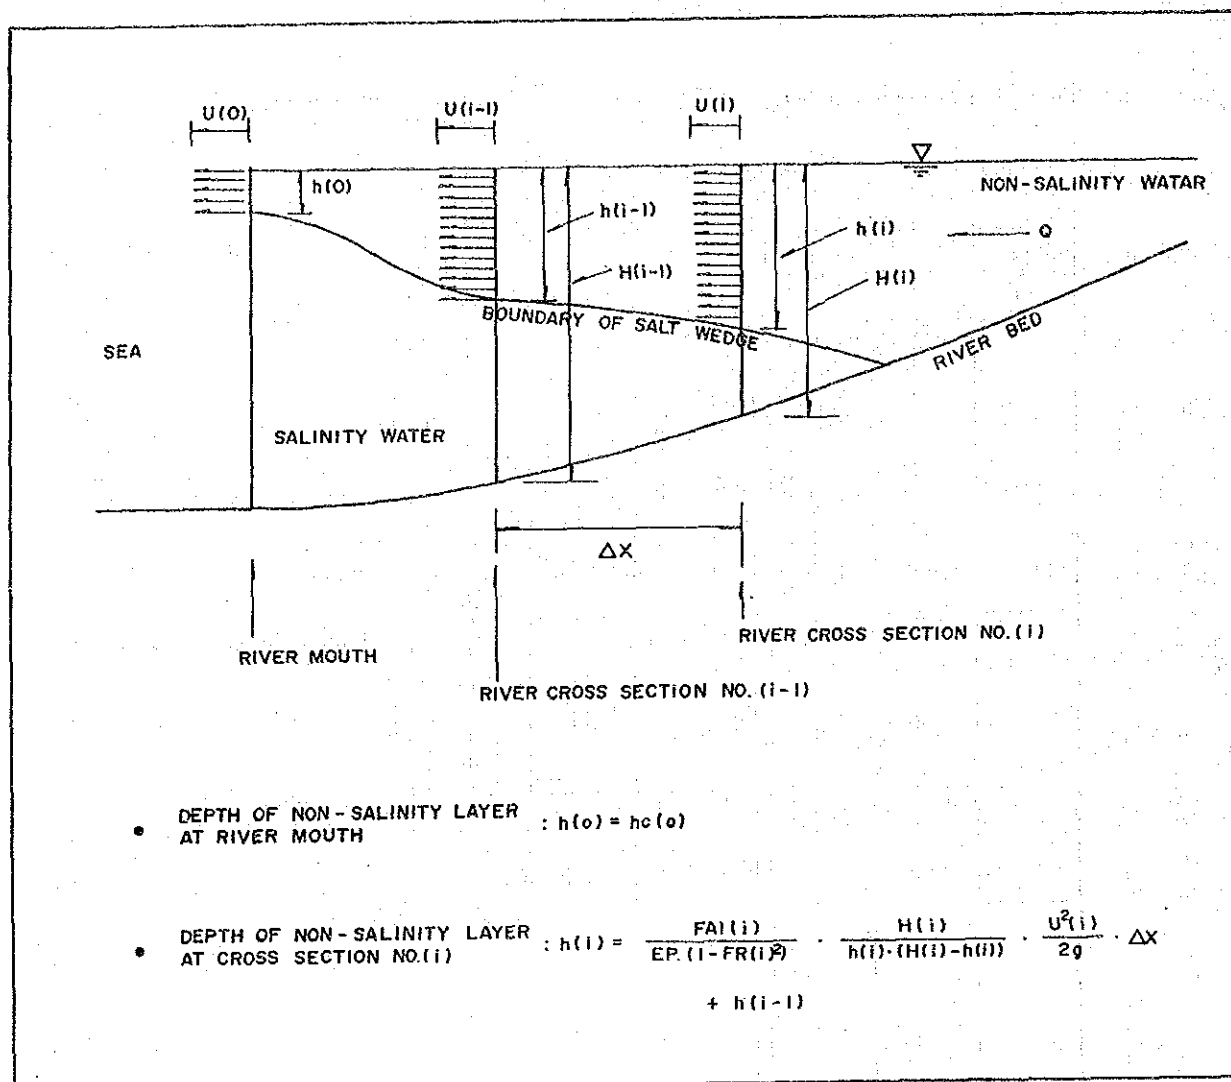 U(0)
U(i-1)
U(i)
h(0)
NON-SALINITY WATAR
h(i-1)
h(i)
Q
H(i-1)
H(i)
BOUNDARY OF SALT WEDGE
RIVER BED
SEA
SALINITY WATER
ΔX
RIVER MOUTH
RIVER CROSS SECTION NO.(i)
RIVER CROSS SECTION NO.(i-1)
• DEPTH OF NON-SALINITY LAYER
AT RIVER MOUTH : h(o) = hc(o)
• DEPTH OF NON-SALINITY LAYER
AT CROSS SECTION NO.(i) : h(i) = FAI(i) / EP.(1-FR(i)²) · H(i) / h(i)·(H(i)-h(i)) · U²(i) / 2g · ΔX
+ h(i-1)